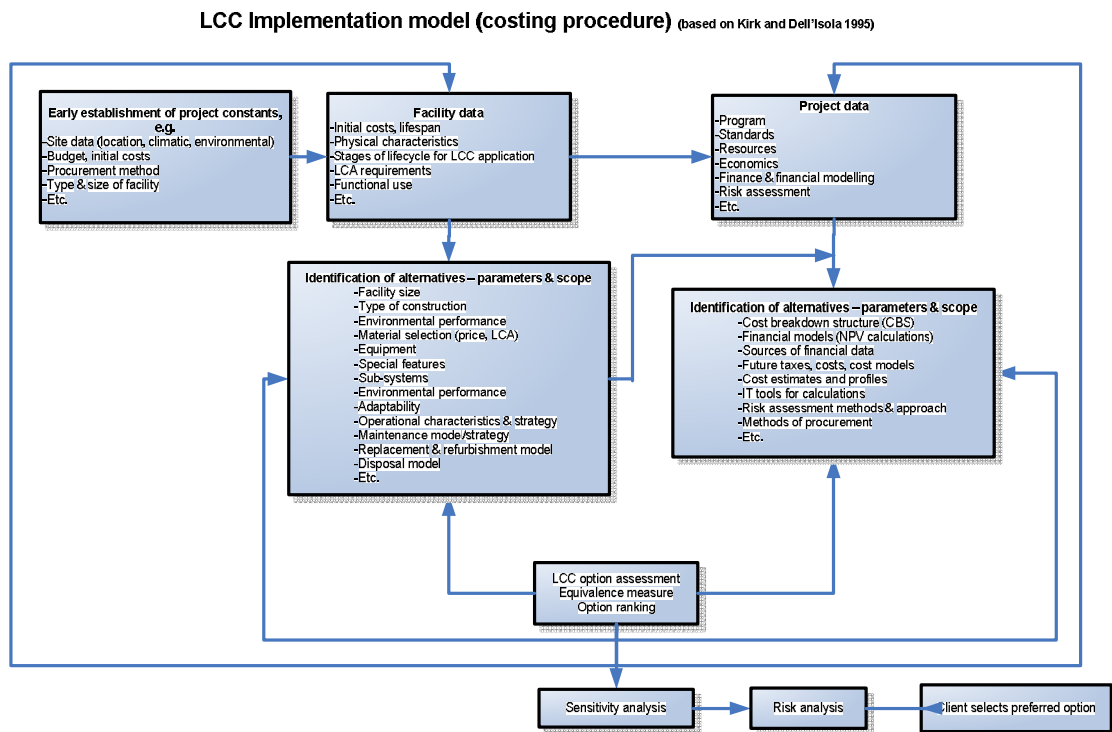 LCC Implementation model (costing procedure) (based on Kirk and Dell'Isola 1995)
Early establishment of project constants,
e.g.
-Site data (location, climatic, environmental)
-Budget, initial costs
-Procurement method
-Type & size of facility
-Etc.
Facility data
-Initial costs, lifespan
-Physical characteristics
-Stages of lifecycle for LCC application
-LCA requirements
-Functional use
-Etc.
Project data
-Program
-Standards
-Resources
-Economics
-Finance & financial modelling
-Risk assessment
-Etc.
Identification of alternatives – parameters & scope
-Facility size
-Type of construction
-Environmental performance
-Material selection (price, LCA)
-Equipment
-Special features
-Sub-systems
-Environmental performance
-Adaptability
-Operational characteristics & strategy
-Maintenance mode/strategy
-Replacement & refurbishment model
-Disposal model
-Etc.
Identification of alternatives – parameters & scope
-Cost breakdown structure (CBS)
-Financial models (NPV calculations)
-Sources of financial data
-Future taxes, costs, cost models
-Cost estimates and profiles
-IT tools for calculations
-Risk assessment methods & approach
-Methods of procurement
-Etc.
LCC option assessment
Equivalence measure
Option ranking
Sensitivity analysis
Risk analysis
Client selects preferred option